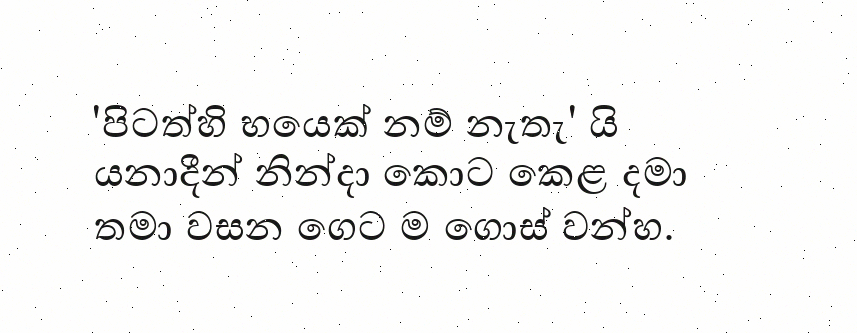 'පිටත්හි භයෙක් නම් නැතැ' යි
යනාදීන් නින්දා කොට කෙළ දමා
තමා වසන ගෙට ම ගොස් වන්හ.